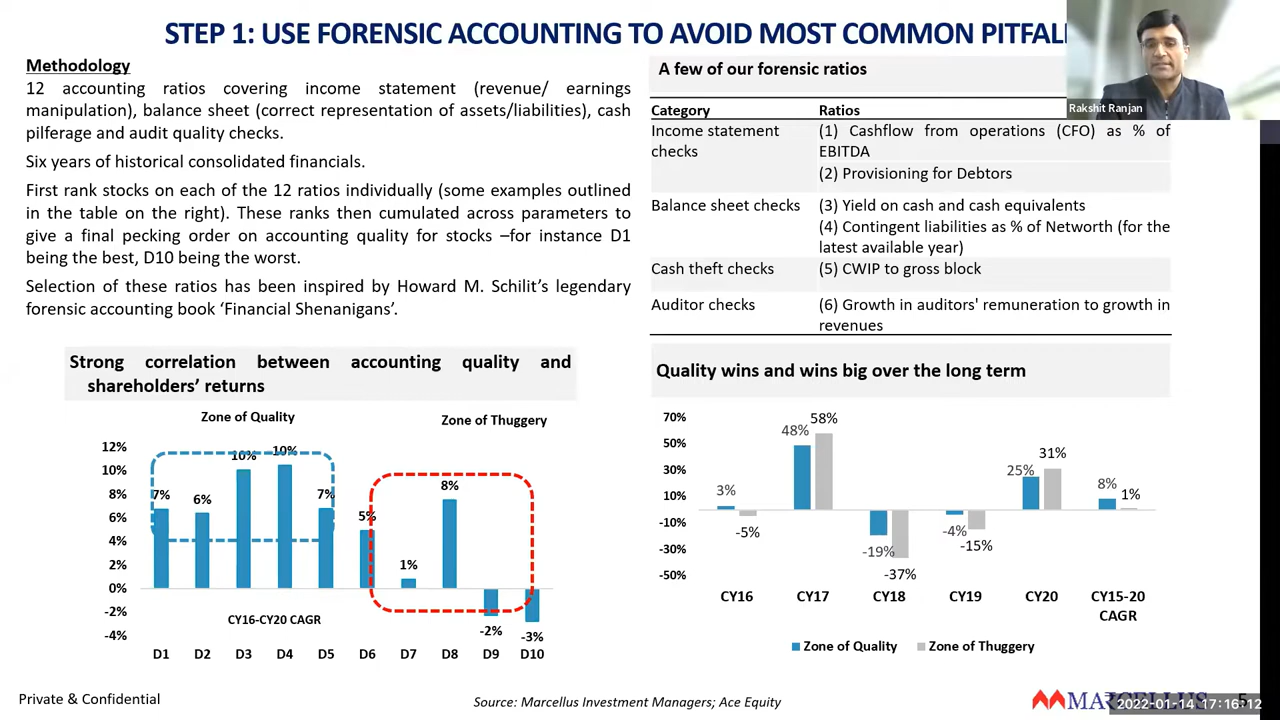 STEP 1: USE FORENSIC ACCOUNTING TO AVOID MOST COMMON PITFAL
Rakshit Ranjan
Methodology
12 accounting ratios covering income statement (revenue/ earnings
manipulation), balance sheet (correct representation of assets/liabilities), cash
pilferage and audit quality checks.
Six years of historical consolidated financials.
First rank stocks on each of the 12 ratios individually (some examples outlined
in the table on the right). These ranks then cumulated across parameters to
give a final pecking order on accounting quality for stocks –for instance D1
being the best, D10 being the worst.
Selection of these ratios has been inspired by Howard M. Schilit's legendary
forensic accounting book 'Financial Shenanigans'.
A few of our forensic ratios
Category Ratios
Income statement
checks
(1) Cashflow from operations (CFO) as % of
EBITDA
(2) Provisioning for Debtors
Balance sheet checks
(3) Yield on cash and cash equivalents
(4) Contingent liabilities as % of Networth (for the
latest available year)
Cash theft checks
(5) CWIP to gross block
Auditor checks
(6) Growth in auditors' remuneration to growth in
revenues
Strong correlation between accounting quality and
shareholders' returns
Zone of Quality
Zone of Thuggery
12%
10%
8%
6%
4%
2%
0%
-2%
-4%
7% 6% 10% 10% 7% 5% 1% 8% -2% -3%
CY16-CY20 CAGR
D1 D2 D3 D4 D5 D6 D7 D8 D9 D10
Quality wins and wins big over the long term
70%
50%
30%
10%
-10%
-30%
-50%
3% 48% -19% -4% 25% 8%
-5% 58% -37% -15% 31% 1%
CY16 CY17 CY18 CY19 CY20 CY15-20
CAGR
Zone of Quality Zone of Thuggery
Private & Confidential
Source: Marcellus Investment Managers; Ace Equity
MARCELLUS 5
2022-01-14 17:16:12